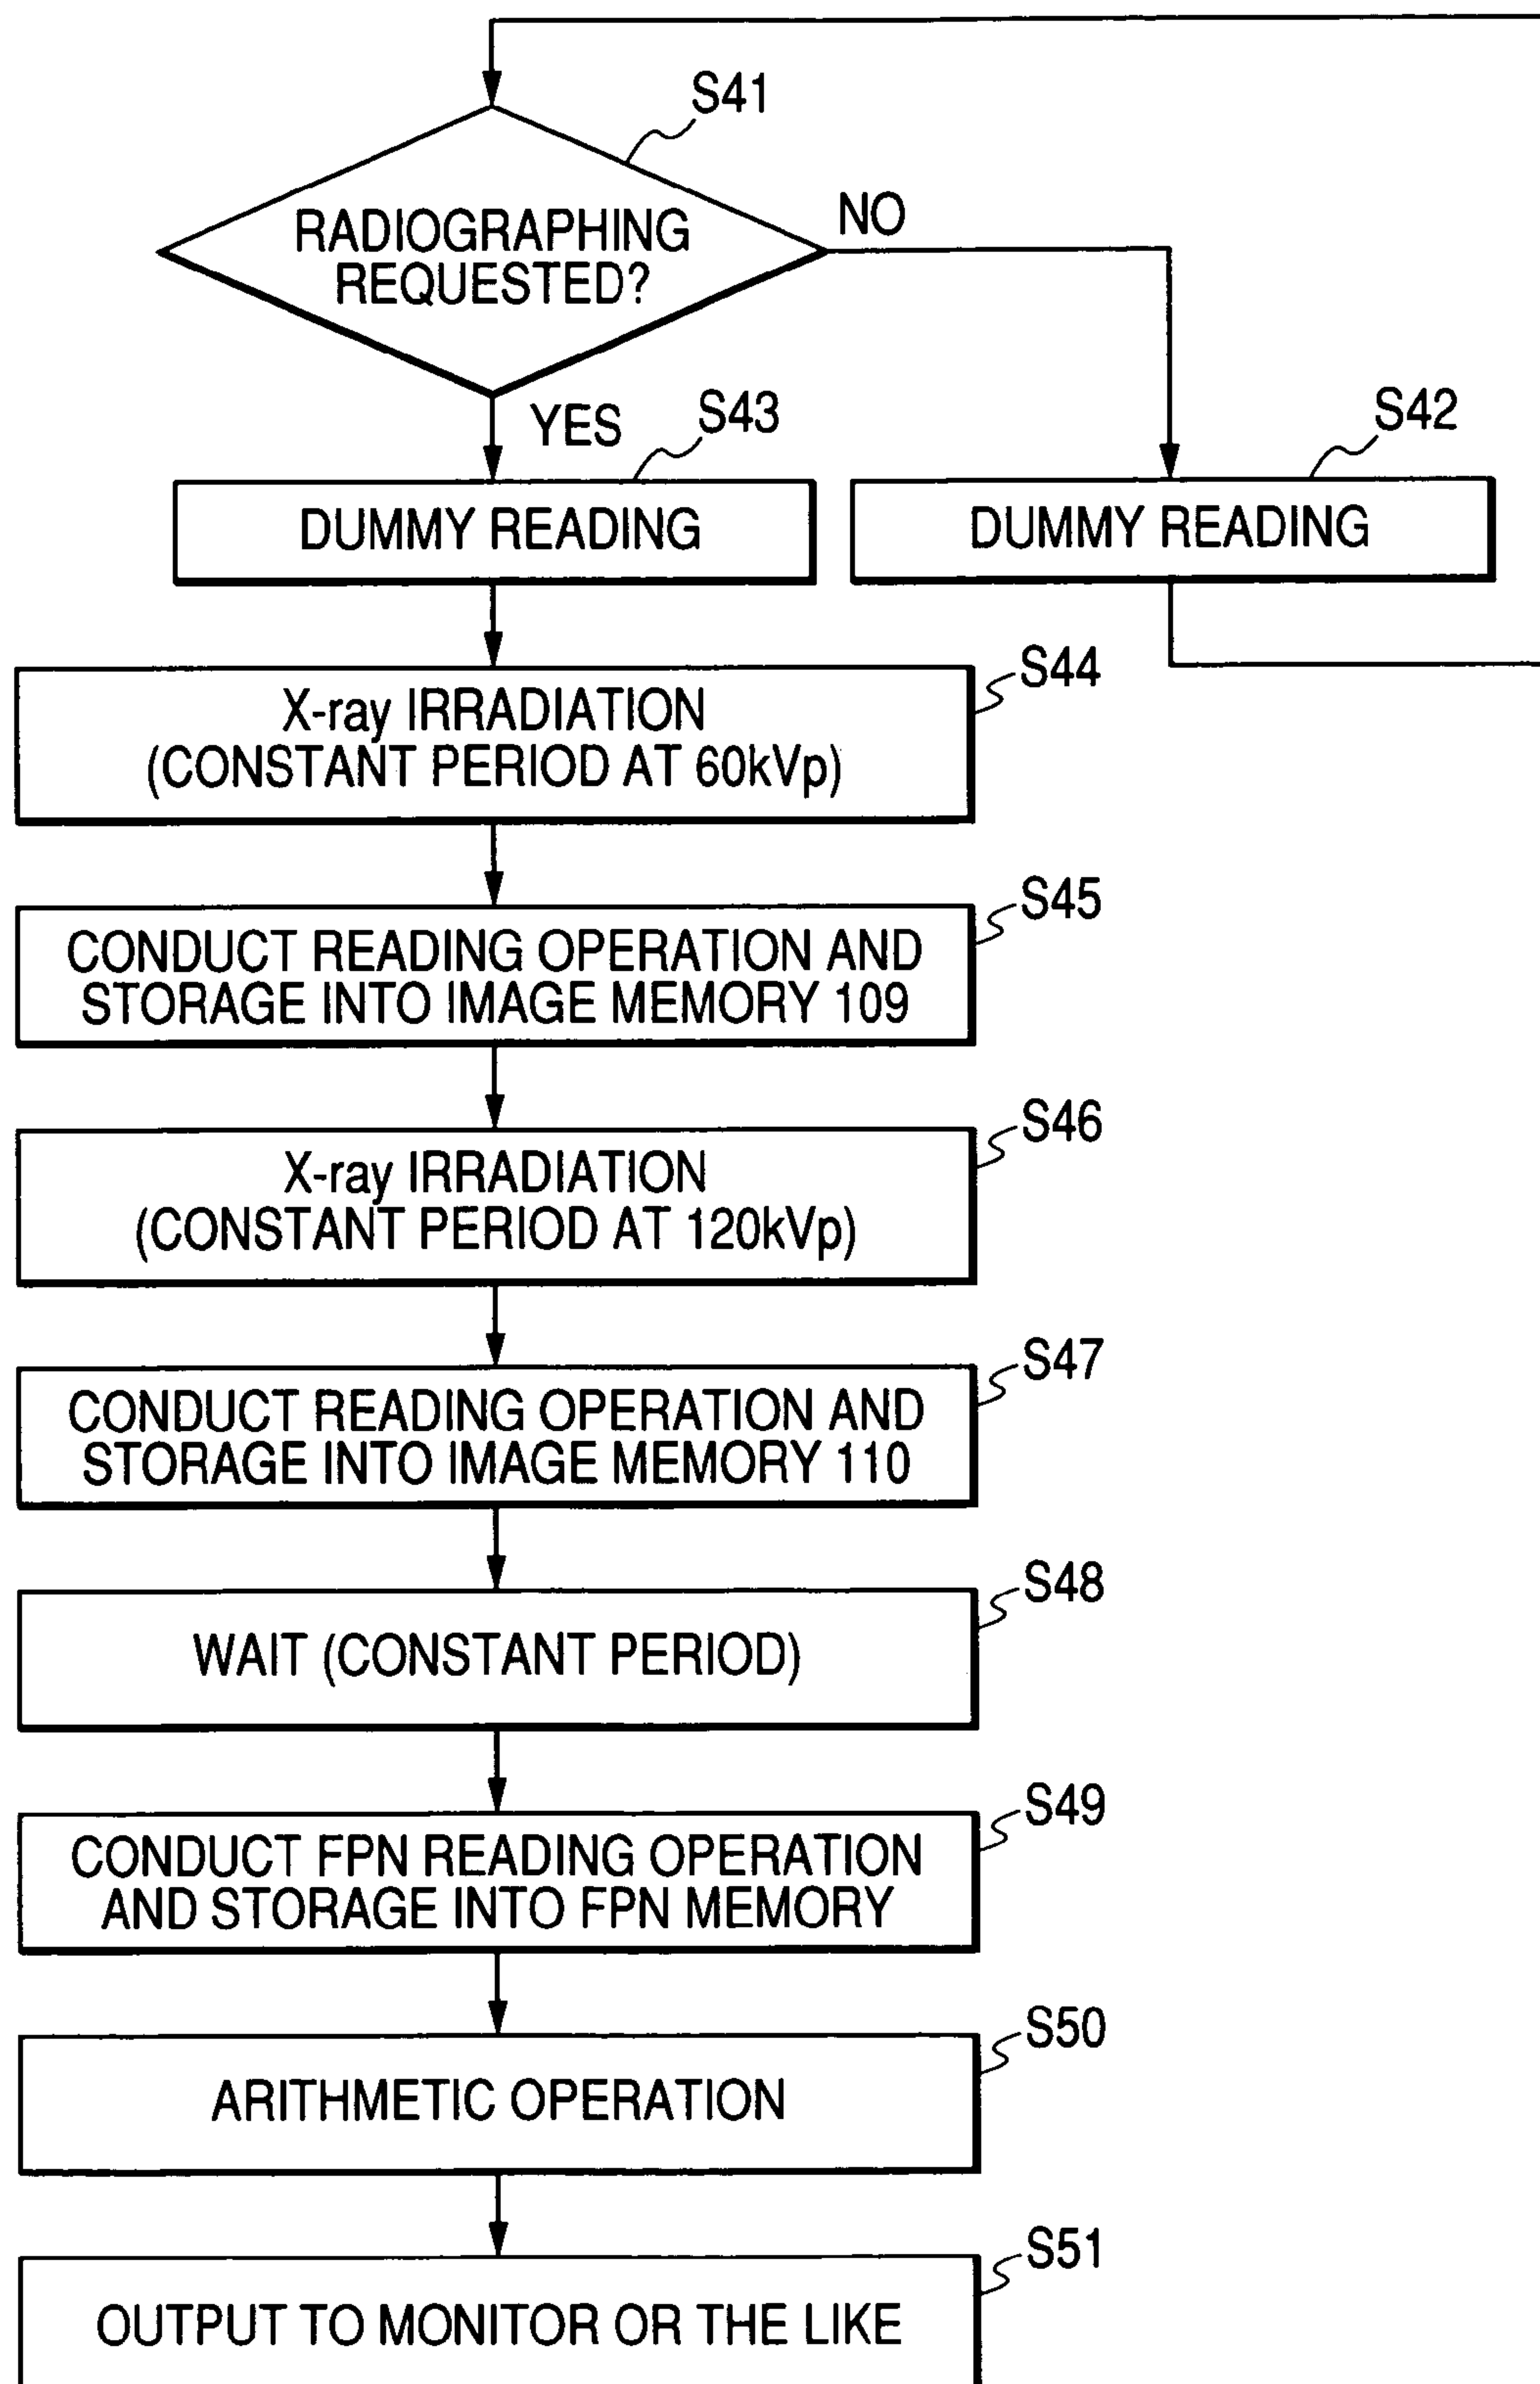 S41
RADIOGRAPHING
REQUESTED?
NO
YES
S43
S42
DUMMY READING
DUMMY READING
S44
X-ray IRRADIATION
(CONSTANT PERIOD AT 60kVp)
S45
CONDUCT READING OPERATION AND
STORAGE INTO IMAGE MEMORY 109
S46
X-ray IRRADIATION
(CONSTANT PERIOD AT 120kVp)
S47
CONDUCT READING OPERATION AND
STORAGE INTO IMAGE MEMORY 110
S48
WAIT (CONSTANT PERIOD)
S49
CONDUCT FPN READING OPERATION
AND STORAGE INTO FPN MEMORY
S50
ARITHMETIC OPERATION
S51
OUTPUT TO MONITOR OR THE LIKE